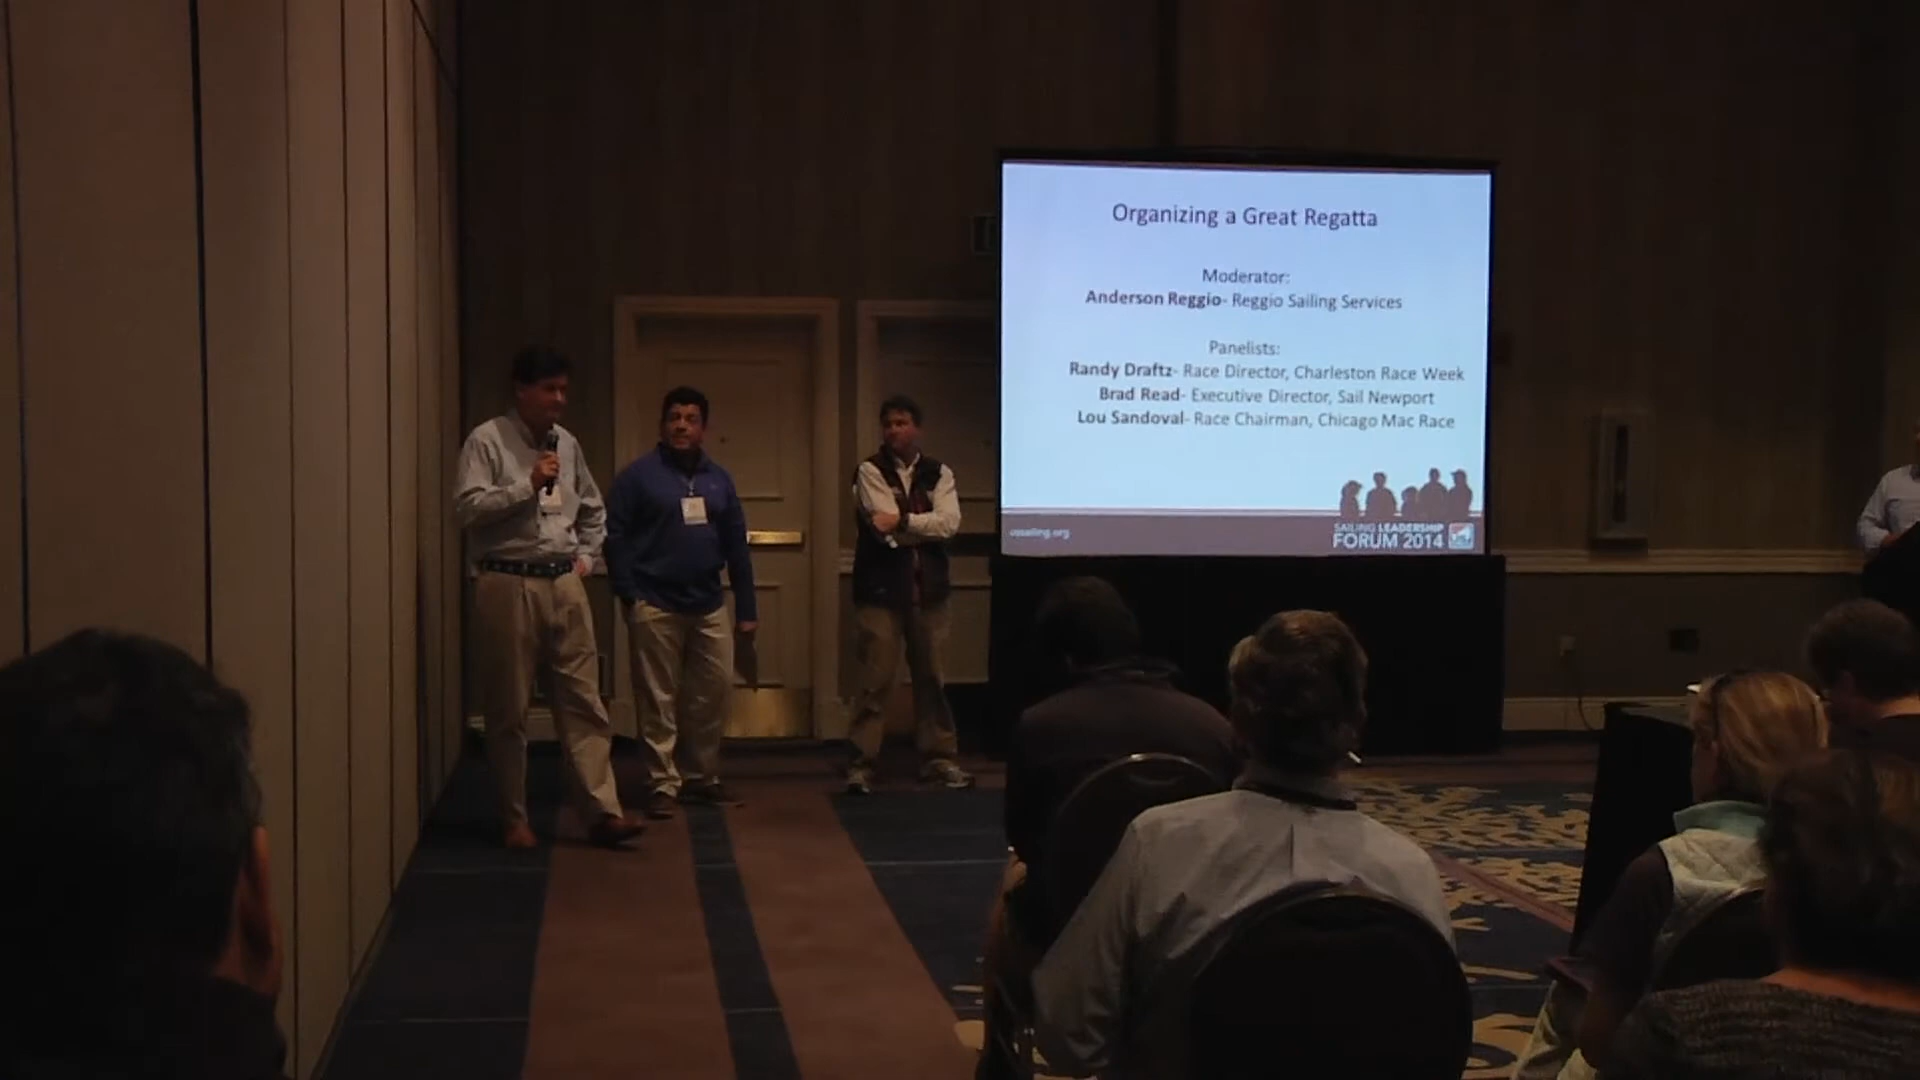 Organizing a Great Regatta
Moderator:
Anderson Reggio- Reggio Sailing Services
Panelists:
Randy Draftz- Race Director, Charleston Race Week
Brad Read- Executive Director, Sail Newport
Lou Sandoval- Race Chairman, Chicago Mac Race
ussailing.org
SAILING LEADERSHIP
FORUM 2014